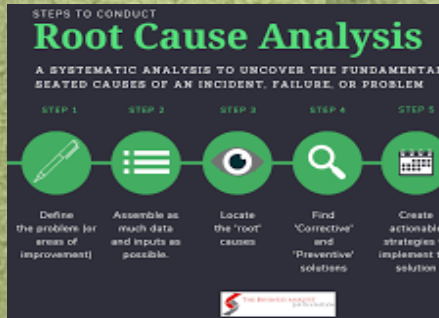 STEPS TO CONDUCT
Root Cause Analysis
A SYSTEMATIC ANALYSIS TO UNCOVER THE FUNDAMENTAL
SEATED CAUSES OF AN INCIDENT, FAILURE, OR PROBLEM
STEP 1
STEP 2
STEP 3
STEP 4
STEP 5
Define
the problem (or
areas of
improvement)
Assemble as
much data
and inputs as
possible.
Locate
the "root"
causes
Find
'Corrective'
and
'Preventive'
solutions
Create
actionable
strategies
implement
solution
THE BUSINESS ANALYST